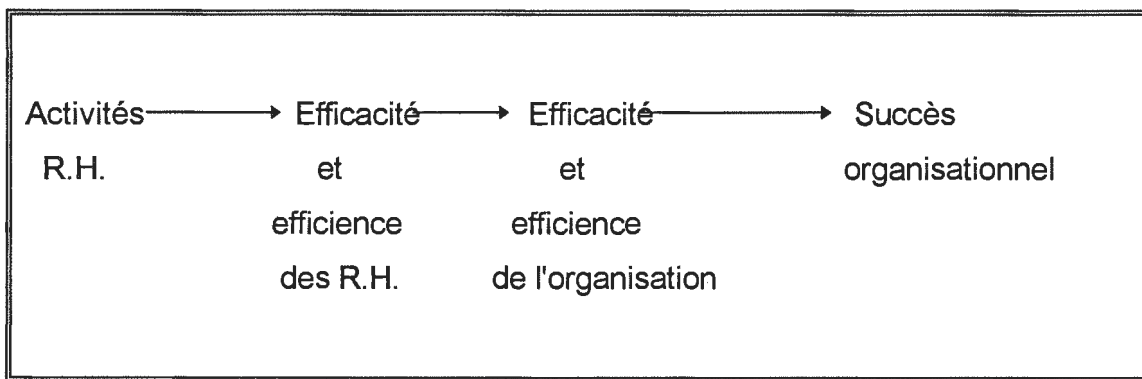 Activités Efficacité Efficacité Succès
R.H. et et organisationnel
efficience efficience
des R.H. de l'organisation